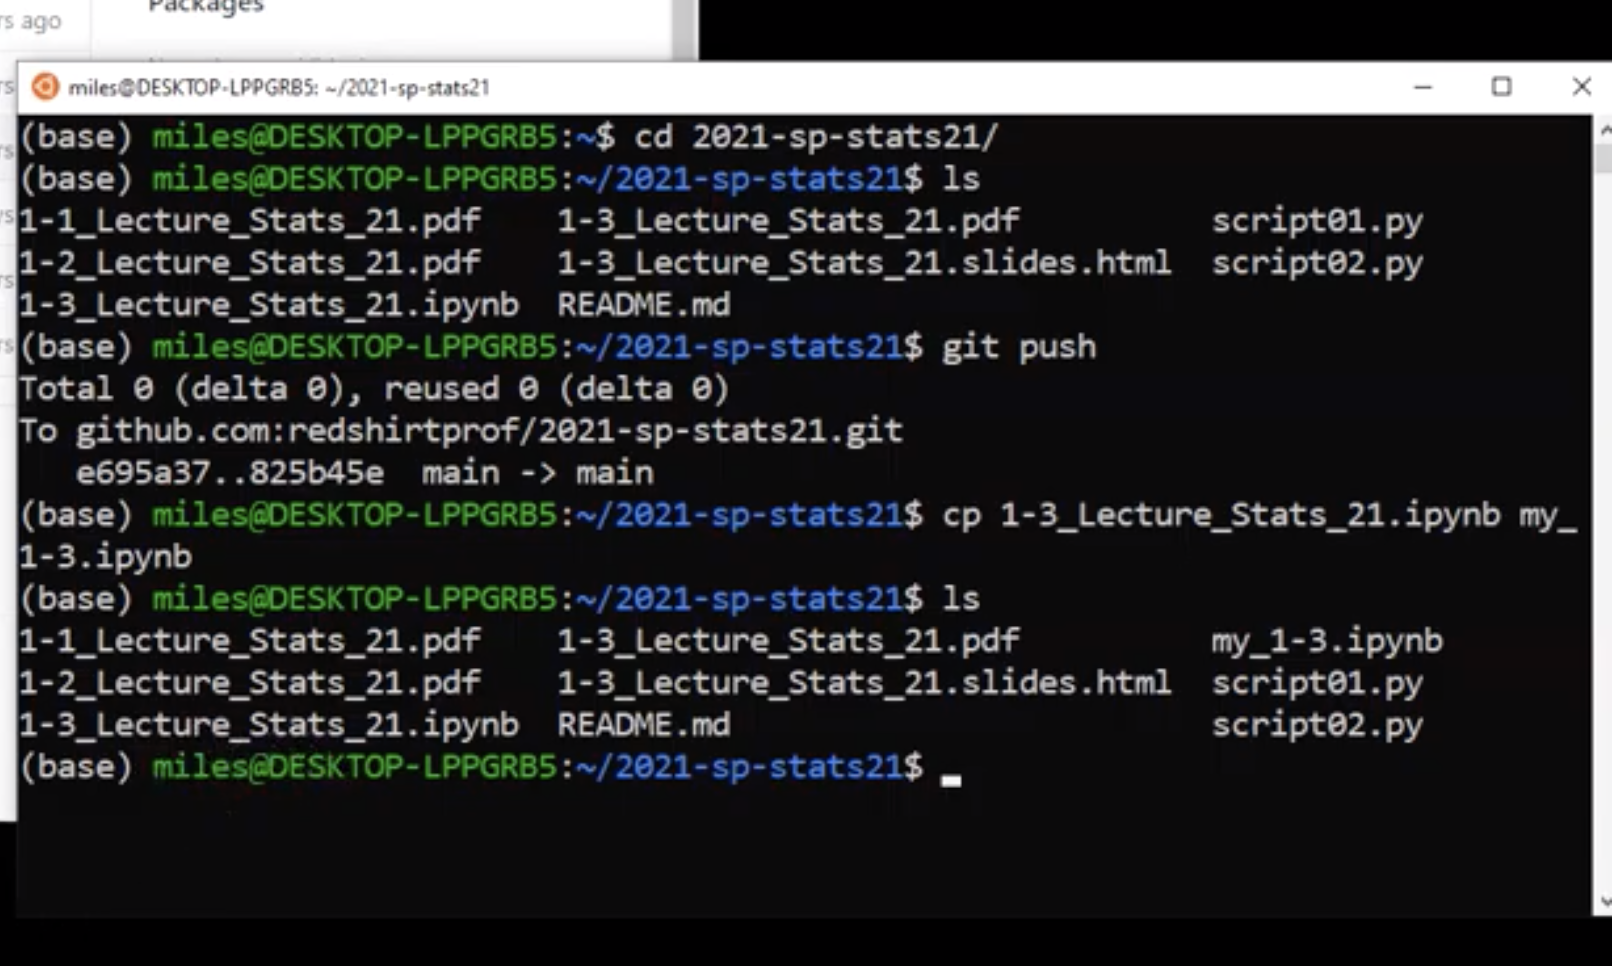 rs ago
Packages
miles@DESKTOP-LPPGRB5: ~/2021-sp-stats21
(base) miles@DESKTOP-LPPGRB5:~$ cd 2021-sp-stats21/
(base) miles@DESKTOP-LPPGRB5:~/2021-sp-stats21$ ls
1-1_Lecture_Stats_21.pdf    1-3_Lecture_Stats_21.pdf          script01.py
1-2_Lecture_Stats_21.pdf    1-3_Lecture_Stats_21.slides.html  script02.py
1-3_Lecture_Stats_21.ipynb  README.md
(base) miles@DESKTOP-LPPGRB5:~/2021-sp-stats21$ git push
Total 0 (delta 0), reused 0 (delta 0)
To github.com:redshirtprof/2021-sp-stats21.git
   e695a37..825b45e  main -> main
(base) miles@DESKTOP-LPPGRB5:~/2021-sp-stats21$ cp 1-3_Lecture_Stats_21.ipynb my_
1-3.ipynb
(base) miles@DESKTOP-LPPGRB5:~/2021-sp-stats21$ ls
1-1_Lecture_Stats_21.pdf    1-3_Lecture_Stats_21.pdf          my_1-3.ipynb
1-2_Lecture_Stats_21.pdf    1-3_Lecture_Stats_21.slides.html  script01.py
1-3_Lecture_Stats_21.ipynb  README.md                         script02.py
(base) miles@DESKTOP-LPPGRB5:~/2021-sp-stats21$